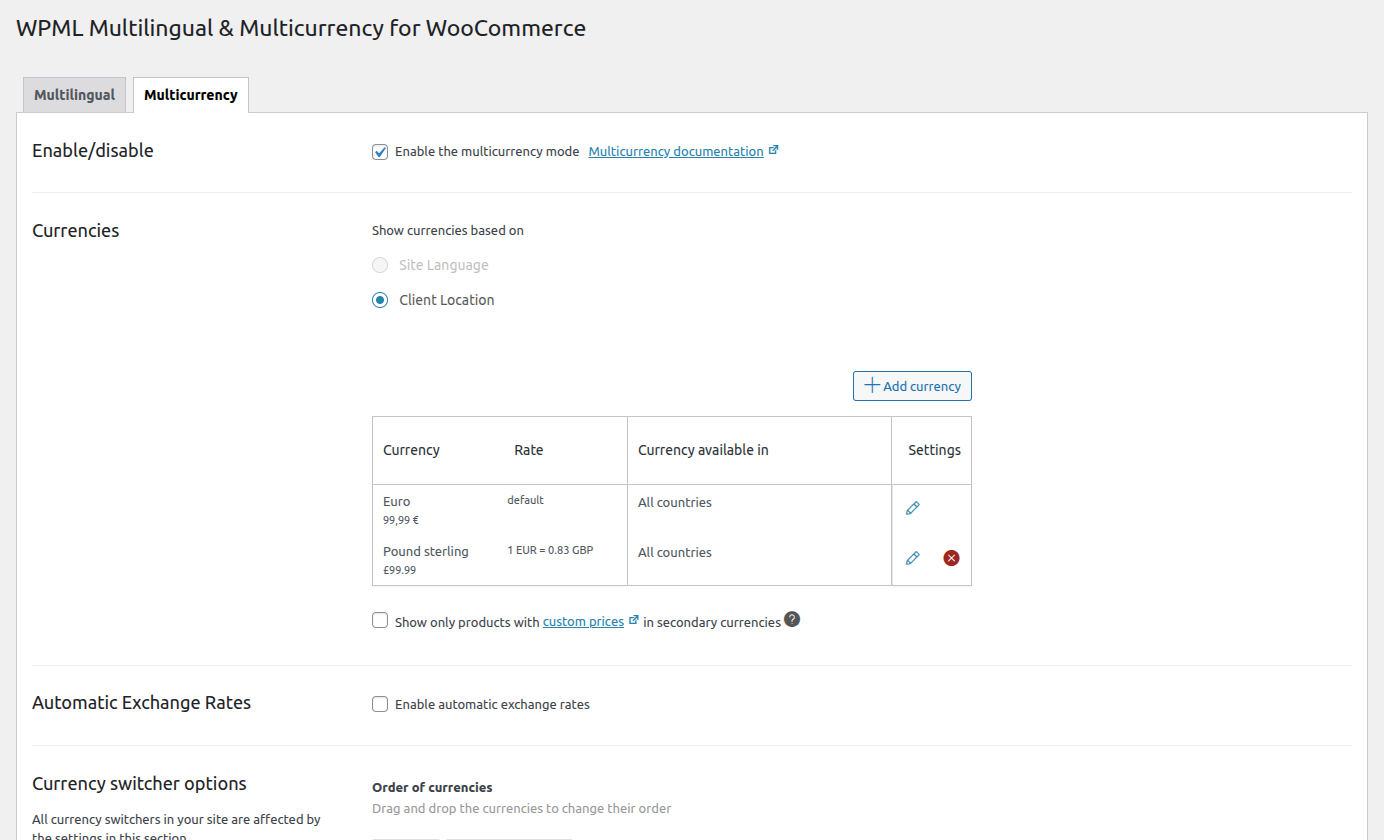 WPML Multilingual & Multicurrency for WooCommerce
Multilingual Multicurrency
Enable/disable
Enable the multicurrency mode Multicurrency documentation
Currencies
Show currencies based on
Site Language
Client Location
Add currency
Currency Rate Currency available in Settings
Euro default All countries
99,99 €
Pound sterling 1 EUR = 0.83 GBP All countries
£99.99
Show only products with custom prices in secondary currencies ?
Automatic Exchange Rates
Enable automatic exchange rates
Currency switcher options
Order of currencies
Drag and drop the currencies to change their order
All currency switchers in your site are affected by
the settings in this section